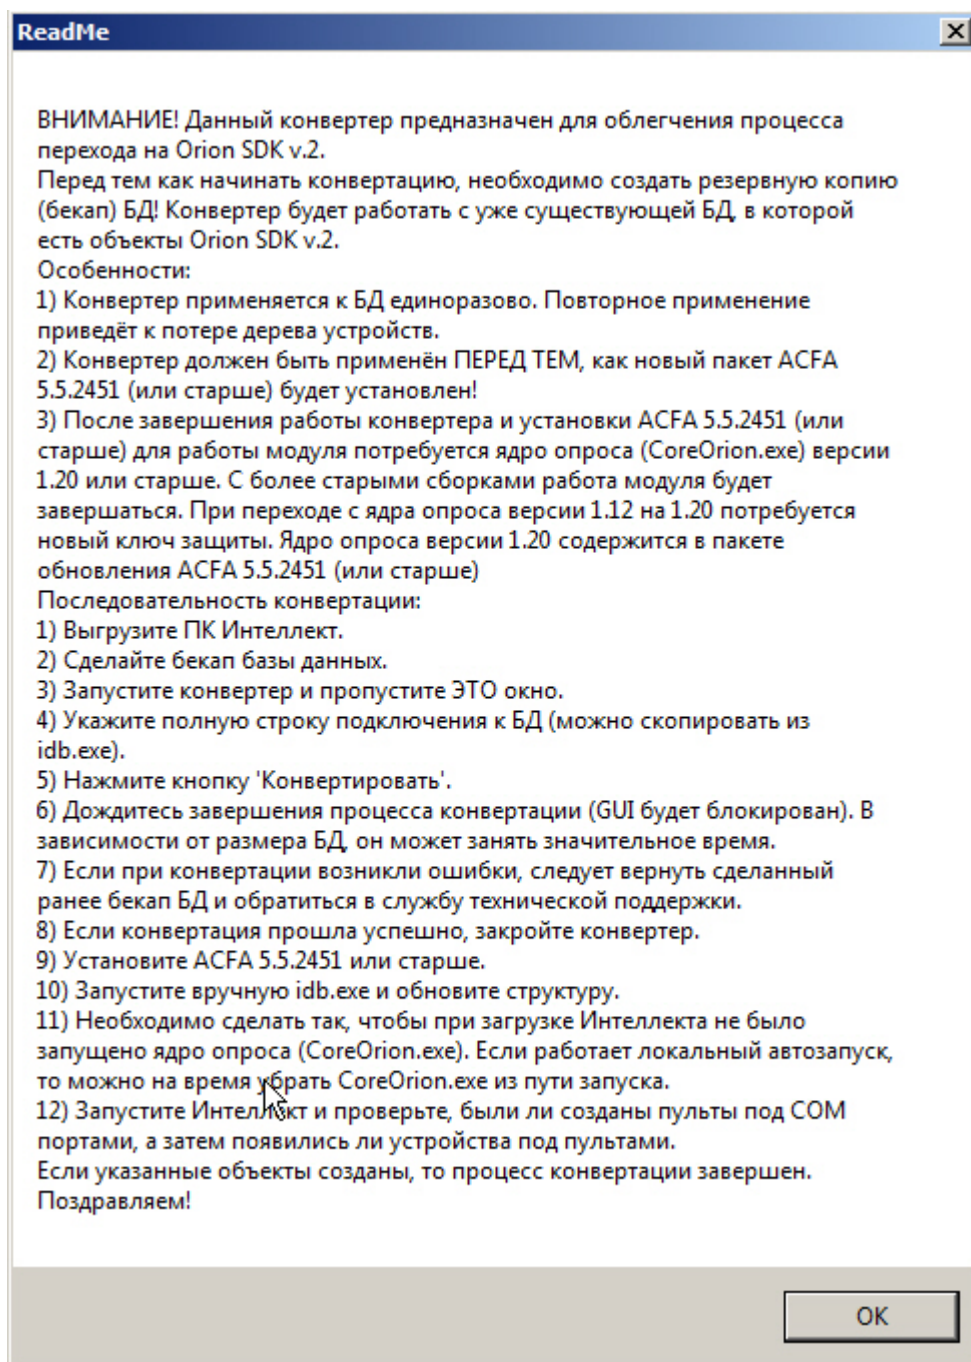 ReadMe
ВНИМАНИЕ! Данный конвертер предназначен для облегчения процесса
перехода на Orion SDK v.2.
Перед тем как начинать конвертацию, необходимо создать резервную копию
(бекап) БД! Конвертер будет работать с уже существующей БД, в которой
есть объекты Orion SDK v.2.
Особенности:
1) Конвертер применяется к БД единоразово. Повторное применение
приведёт к потере дерева устройств.
2) Конвертер должен быть применён ПЕРЕД ТЕМ, как новый пакет ACFA
5.5.2451 (или старше) будет установлен!
3) После завершения работы конвертера и установки ACFA 5.5.2451 (или
старше) для работы модуля потребуется ядро опроса (CoreOrion.exe) версии
1.20 или старше. С более старыми сборками работа модуля будет
завершаться. При переходе с ядра опроса версии 1.12 на 1.20 потребуется
новый ключ защиты. Ядро опроса версии 1.20 содержится в пакете
обновления ACFA 5.5.2451 (или старше)
Последовательность конвертации:
1) Выгрузите ПК Интеллект.
2) Сделайте бекап базы данных.
3) Запустите конвертер и пропустите ЭТО окно.
4) Укажите полную строку подключения к БД (можно скопировать из
idb.exe).
5) Нажмите кнопку 'Конвертировать'.
6) Дождитесь завершения процесса конвертации (GUI будет блокирован). В
зависимости от размера БД, он может занять значительное время.
7) Если при конвертации возникли ошибки, следует вернуть сделанный
ранее бекап БД и обратиться в службу технической поддержки.
8) Если конвертация прошла успешно, закройте конвертер.
9) Установите ACFA 5.5.2451 или старше.
10) Запустите вручную idb.exe и обновите структуру.
11) Необходимо сделать так, чтобы при загрузке Интеллекта не было
запущено ядро опроса (CoreOrion.exe). Если работает локальный автозапуск,
то можно на время убрать CoreOrion.exe из пути запуска.
12) Запустите Интеллект и проверьте, были ли созданы пульты под COM
портами, а затем появились ли устройства под пультами.
Если указанные объекты созданы, то процесс конвертации завершен.
Поздравляем!
OK